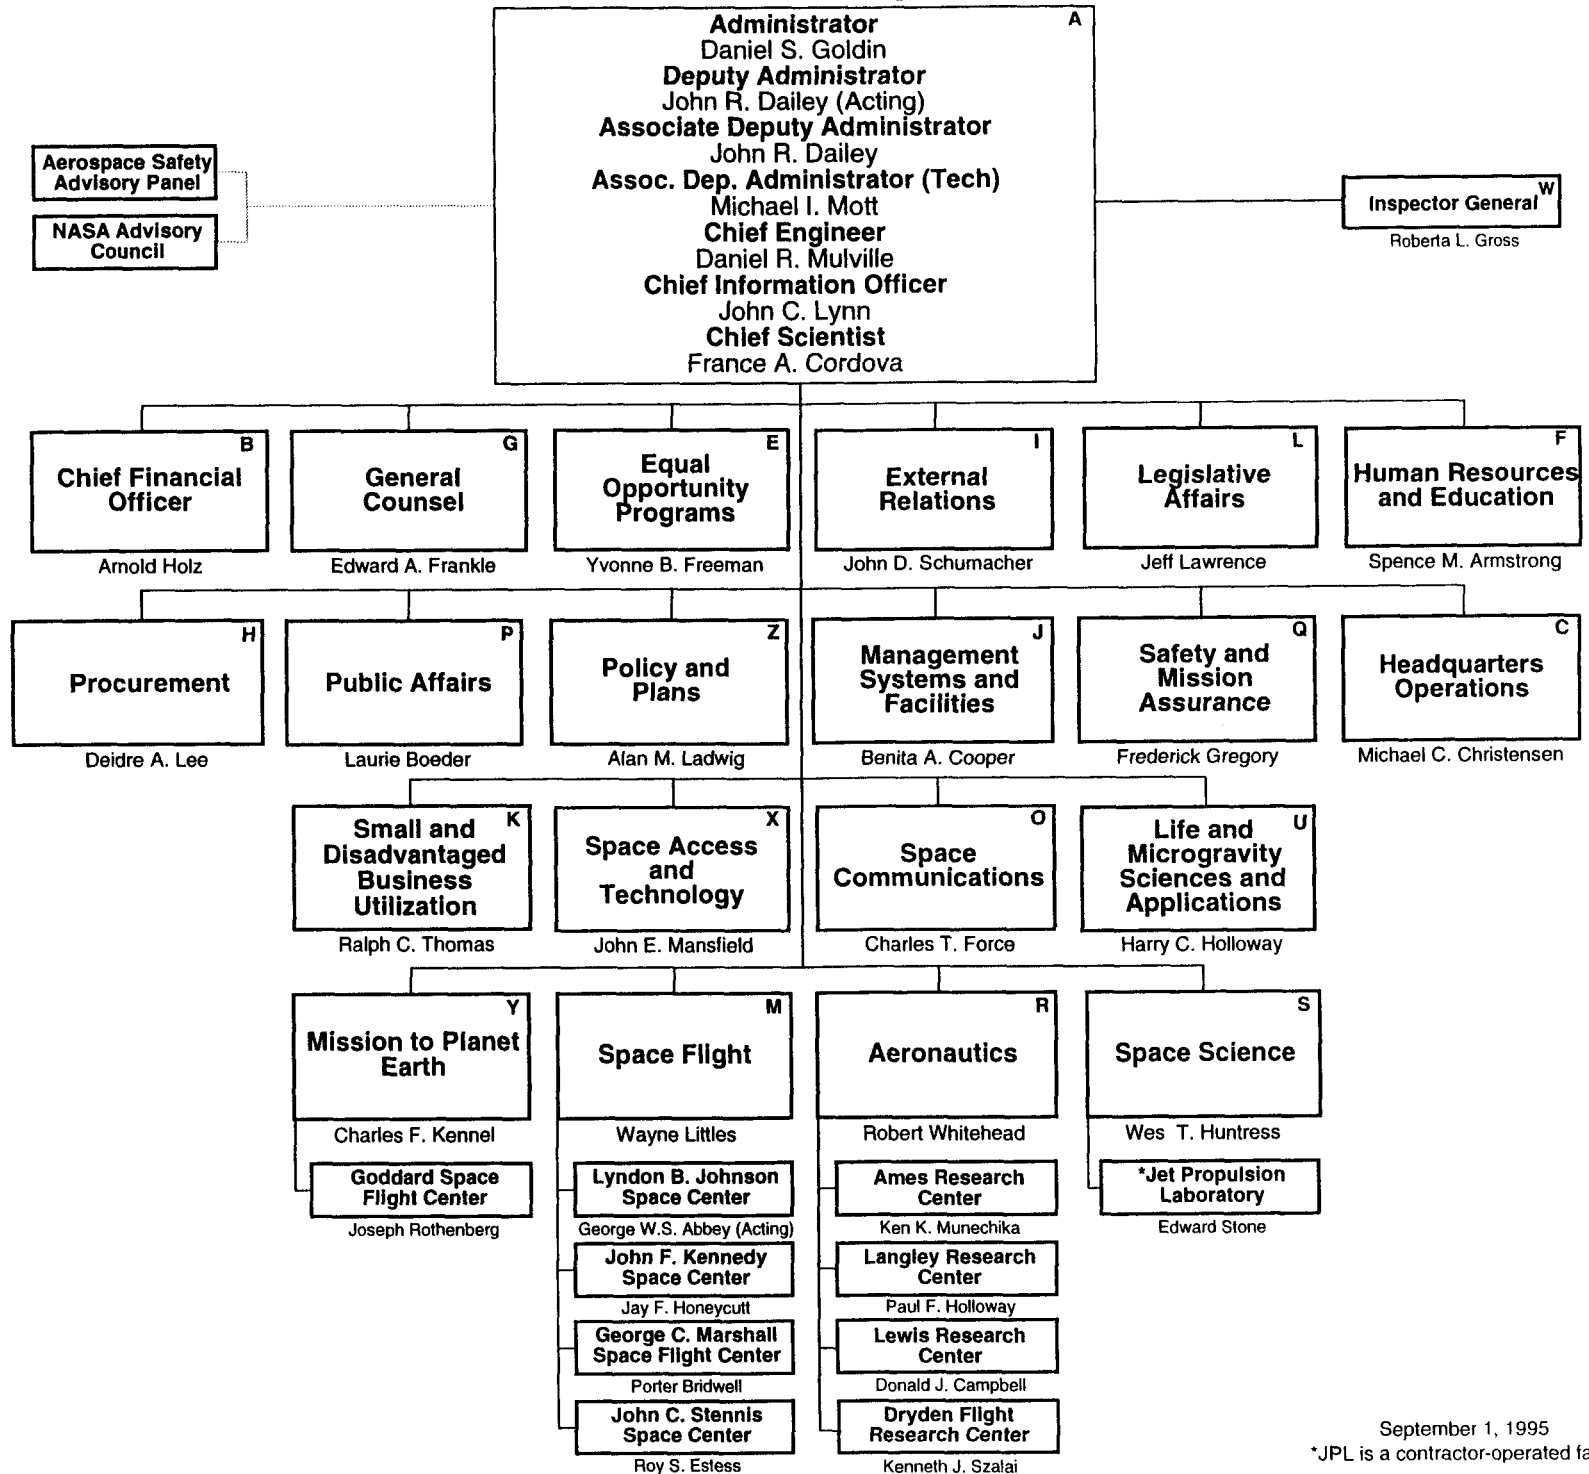 A
Administrator
Daniel S. Goldin
Deputy Administrator
John R. Dailey (Acting)
Associate Deputy Administrator
John R. Dailey
Assoc. Dep. Administrator (Tech)
Michael I. Mott
Chief Engineer
Daniel R. Mulville
Chief Information Officer
John C. Lynn
Chief Scientist
France A. Cordova
Aerospace Safety
Advisory Panel
NASA Advisory
Council
W
Inspector General
Roberta L. Gross
B
Chief Financial
Officer
Arnold Holz
G
General
Counsel
Edward A. Frankle
E
Equal
Opportunity
Programs
Yvonne B. Freeman
I
External
Relations
John D. Schumacher
L
Legislative
Affairs
Jeff Lawrence
F
Human Resources
and Education
Spence M. Armstrong
H
Procurement
Deidre A. Lee
P
Public Affairs
Laurie Boeder
Z
Policy and
Plans
Alan M. Ladwig
J
Management
Systems and
Facilities
Benita A. Cooper
Q
Safety and
Mission
Assurance
Frederick Gregory
C
Headquarters
Operations
Michael C. Christensen
K
Small and
Disadvantaged
Business
Utilization
Ralph C. Thomas
X
Space Access
and
Technology
John E. Mansfield
O
Space
Communications
Charles T. Force
U
Life and
Microgravity
Sciences and
Applications
Harry C. Holloway
Y
Mission to Planet
Earth
Charles F. Kennel
Goddard Space
Flight Center
Joseph Rothenberg
M
Space Flight
Wayne Littles
Lyndon B. Johnson
Space Center
George W.S. Abbey (Acting)
John F. Kennedy
Space Center
Jay F. Honeycutt
George C. Marshall
Space Flight Center
Porter Bridwell
John C. Stennis
Space Center
Roy S. Estess
R
Aeronautics
Robert Whitehead
Ames Research
Center
Ken K. Munechika
Langley Research
Center
Paul F. Holloway
Lewis Research
Center
Donald J. Campbell
Dryden Flight
Research Center
Kenneth J. Szalai
S
Space Science
Wes T. Huntress
*Jet Propulsion
Laboratory
Edward Stone
September 1, 1995
*JPL is a contractor-operated fa